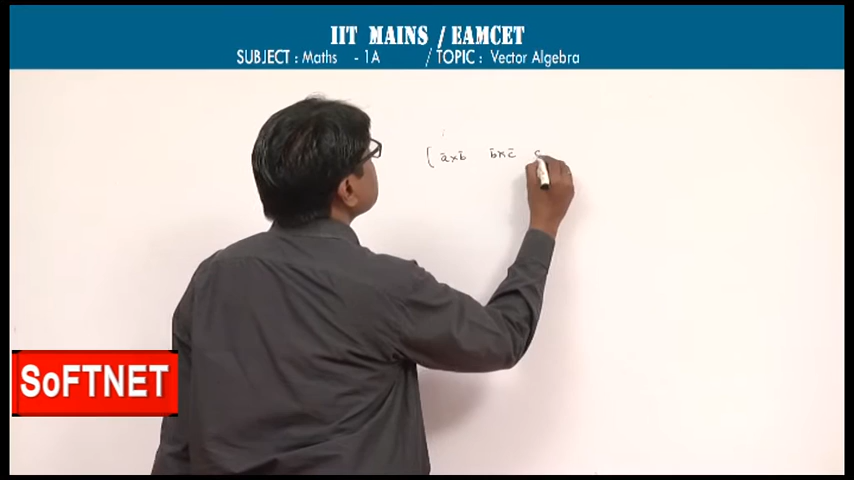 IIT MAINS / EAMCET
SUBJECT : Maths - 1A / TOPIC : Vector Algebra
[ a̅×b̅ b̅×c̅ c
SoFTNET